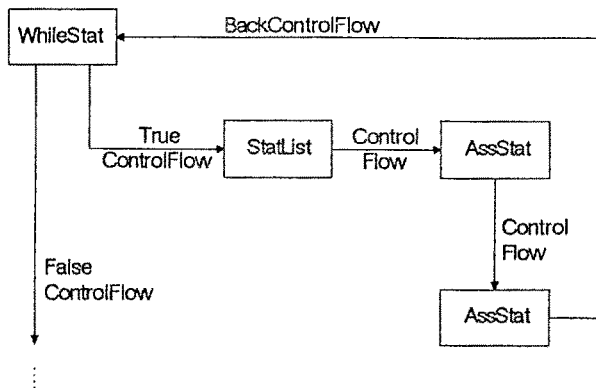 BackControlFlow
WhileStat
True
ControlFlow
StatList
Control
Flow
AssStat
Control
Flow
False
ControlFlow
AssStat